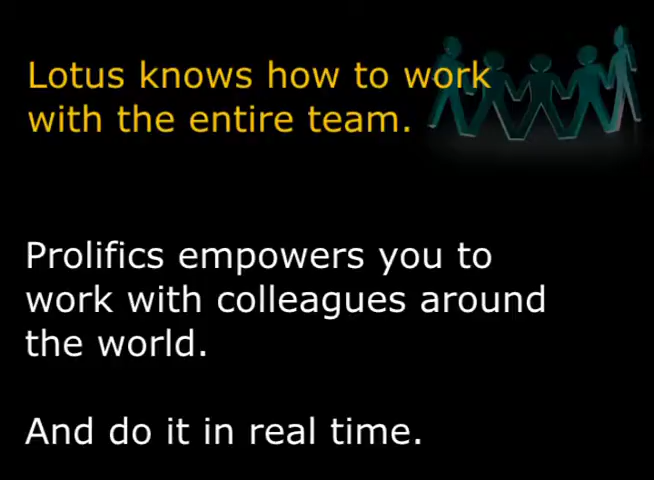 Lotus knows how to work
with the entire team.
Prolifics empowers you to
work with colleagues around
the world.
And do it in real time.